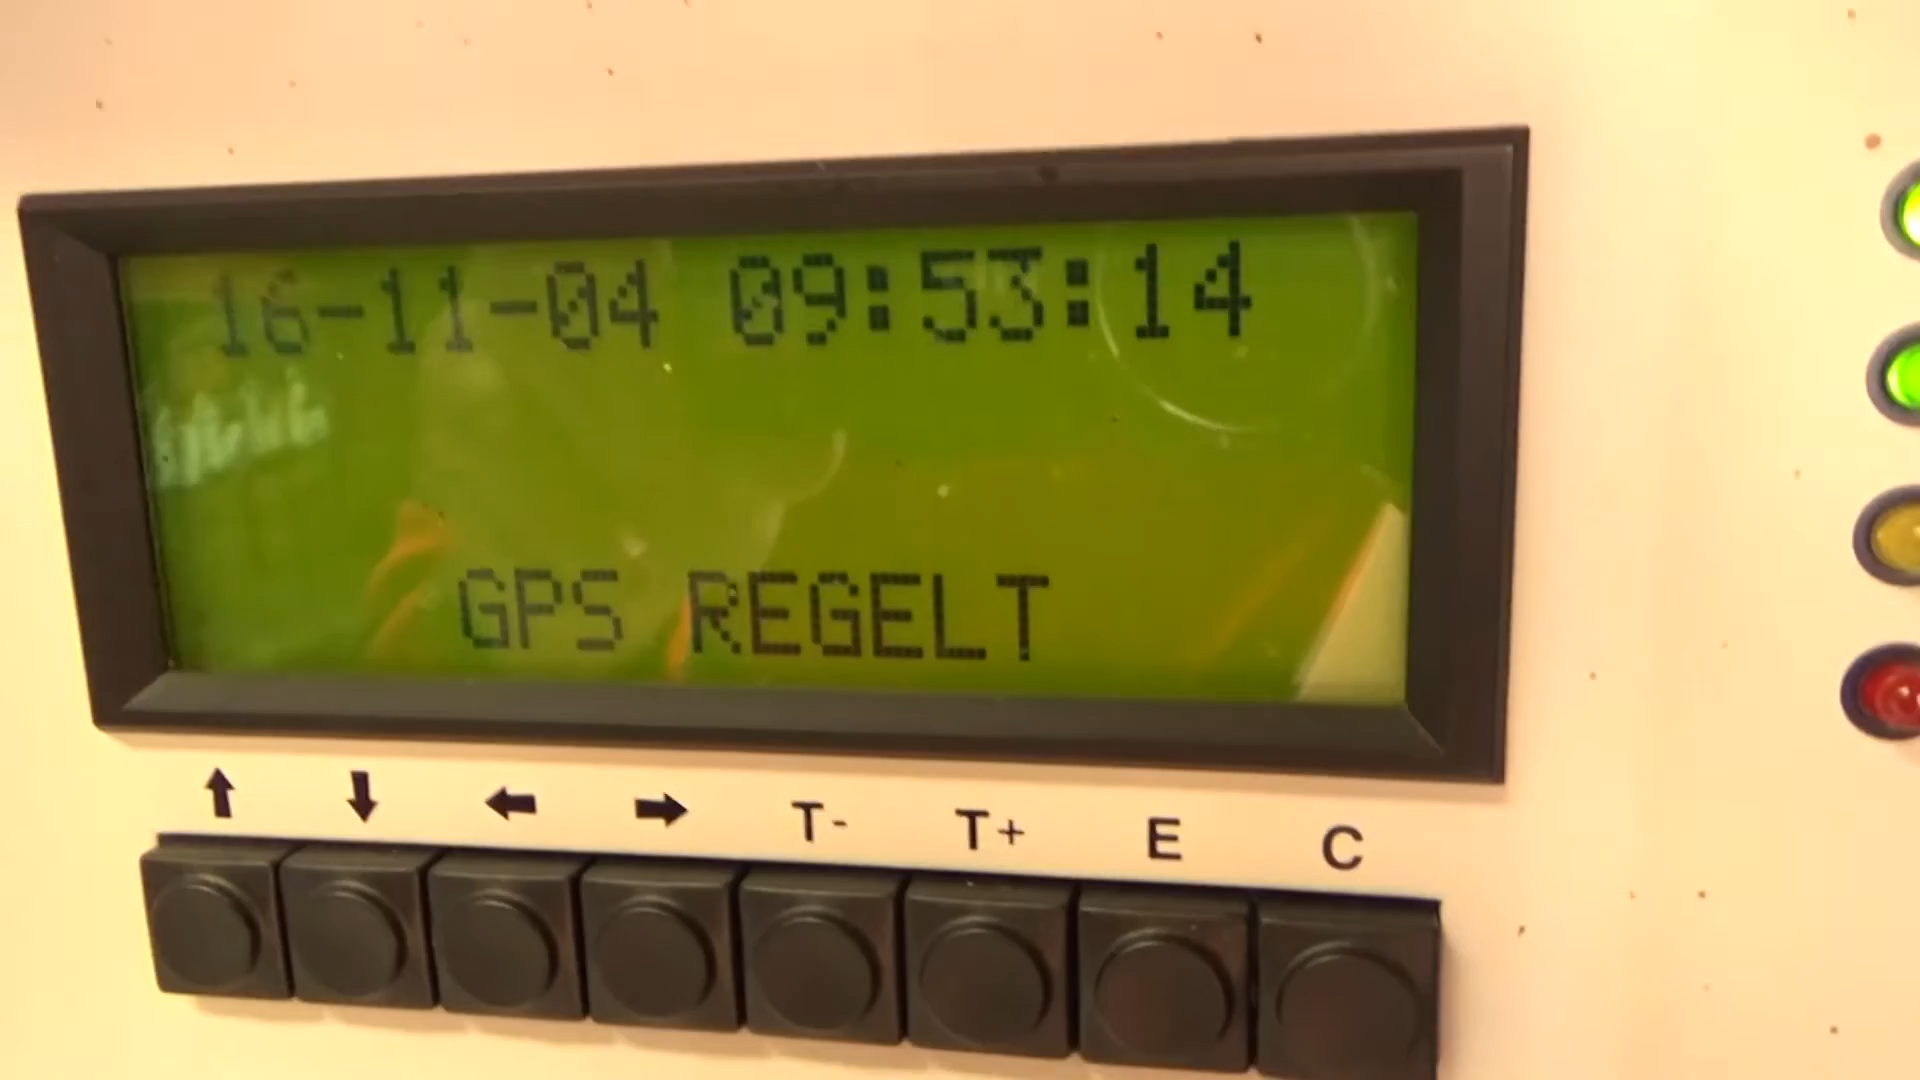 16-11-04 09:53:14
GPS REGELT
↑ ↓ ← → T- T+ E C